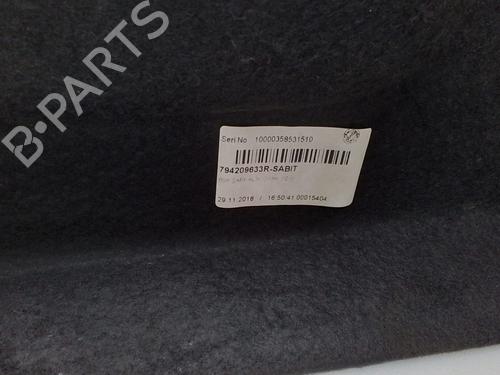 B-PARTS
Seri No 10000358531510
794209633R-SABIT
29.11.2018 / 16:50:41 00015404